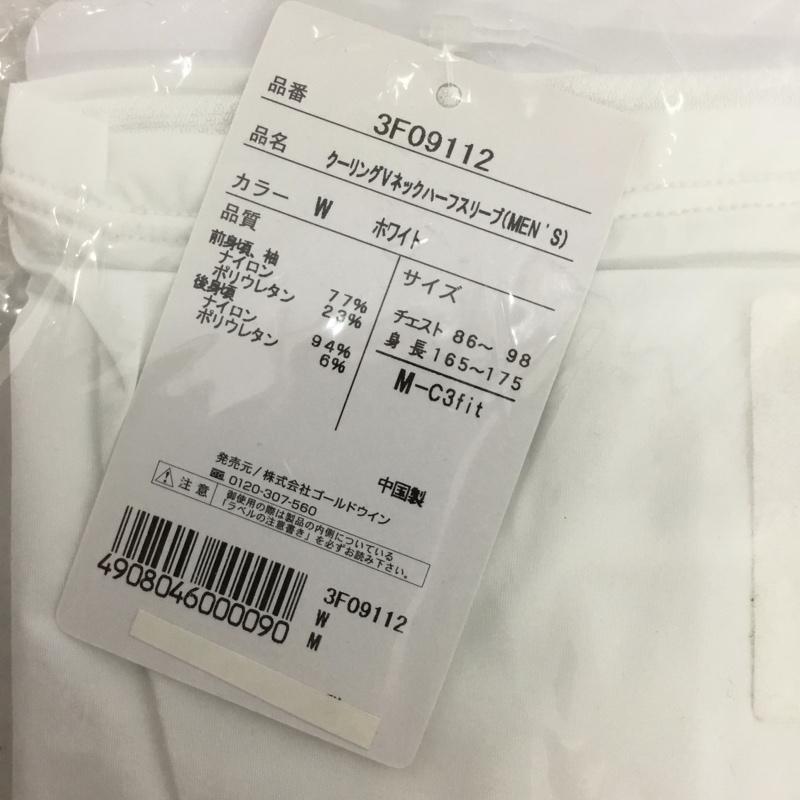 品番
3F09112
品名
クーリングVネックハーフスリーブ(MEN'S)
カラー W ホワイト
品質
前身頃、袖
ナイロン 77%
ポリウレタン 23%
後身頃
ナイロン 94%
ポリウレタン 6%
サイズ
チェスト 86～ 98
身 長 165～175
M-C3fit
中国製
発売元/株式会社ゴールドウイン
0120-307-560
注意
御使用の際は製品の内側についている
「ラベルの注意書き」を必ずお読み下さい。
4908046000090
3F09112
W
M